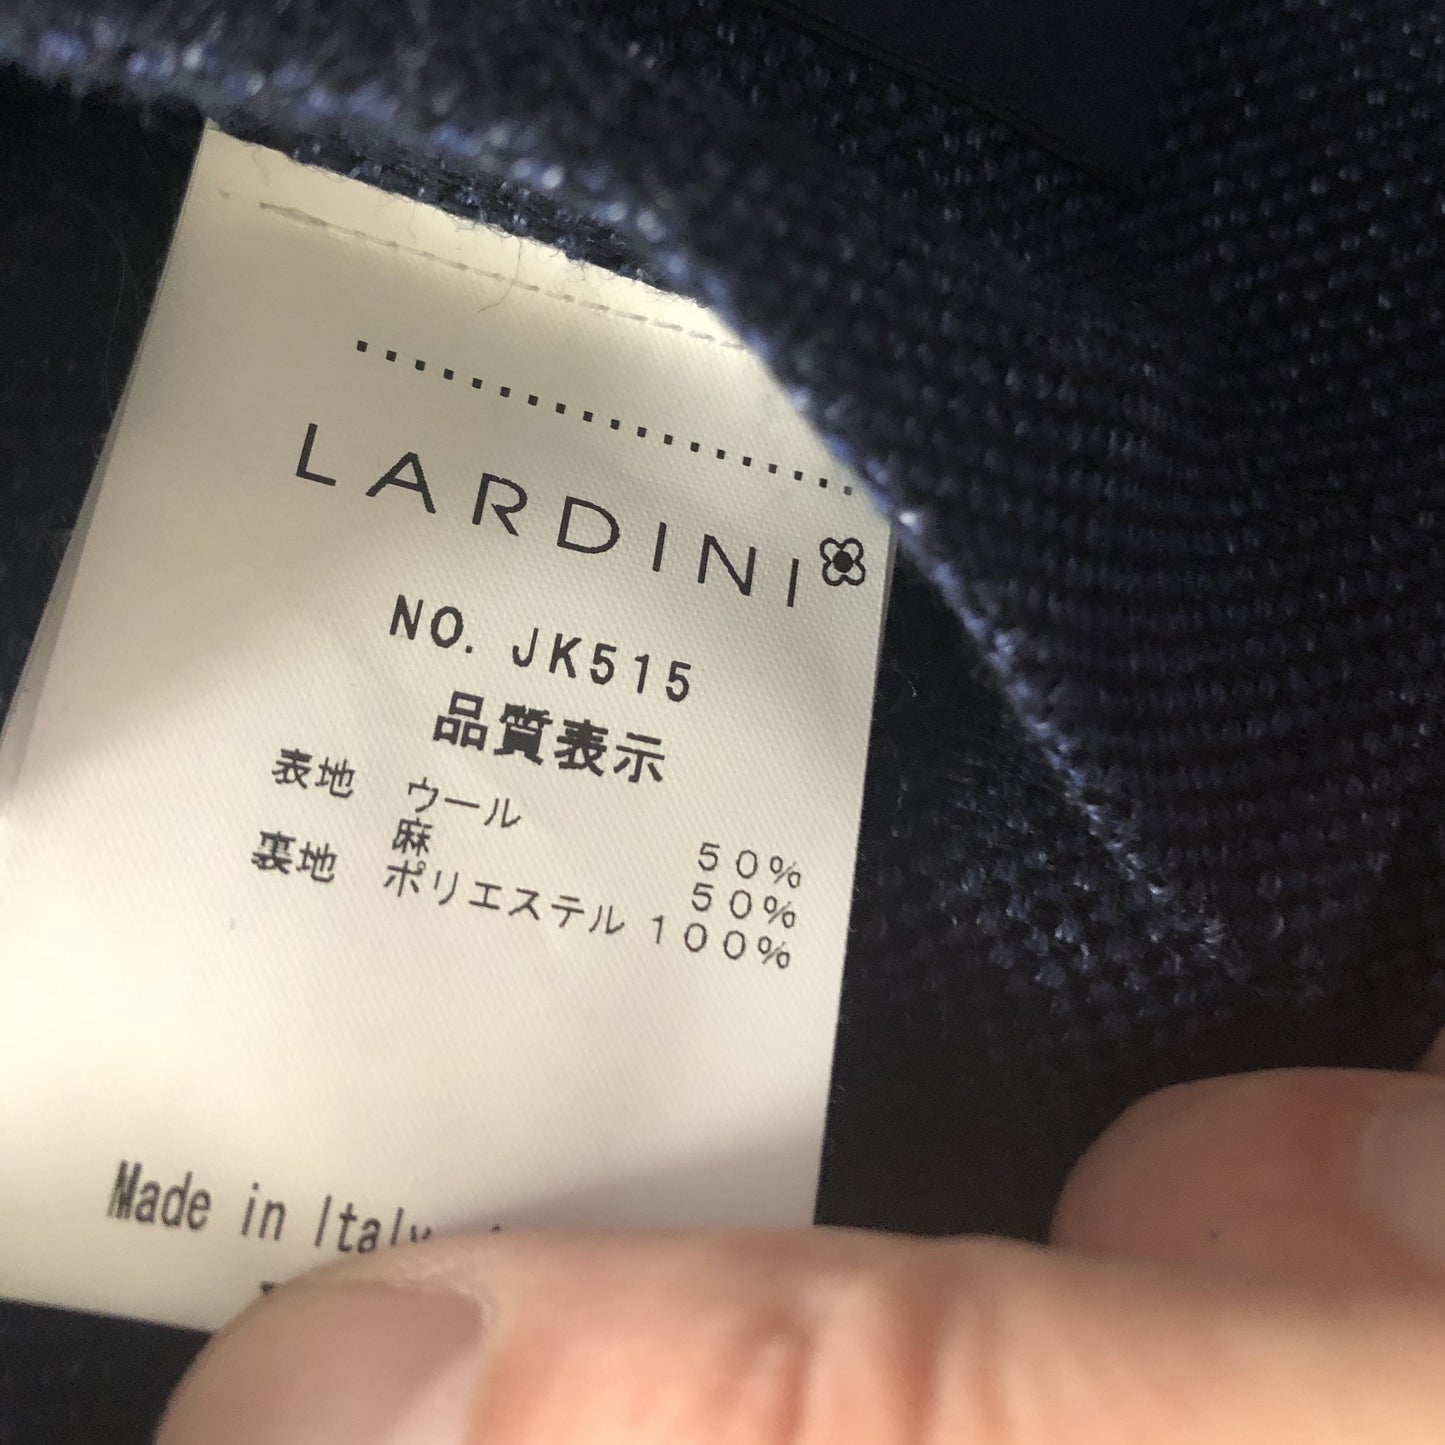 LARDINI
NO. JK515
品質表示
表地 ウール 50%
麻 50%
裏地 ポリエステル 100%
Made in Italy